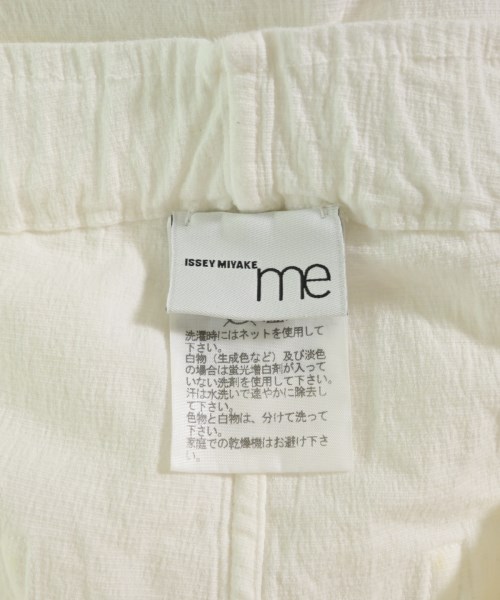 ISSEY MIYAKE me
洗濯時にはネットを使用して
下さい。
白物（生成色など）及び淡色
の場合は蛍光増白剤が入って
いない洗剤を使用して下さい。
汗は水洗いで速やかに除去し
て下さい。
色物と白物は、分けて洗って
下さい。
家庭での乾燥機はお避け下さ
い。